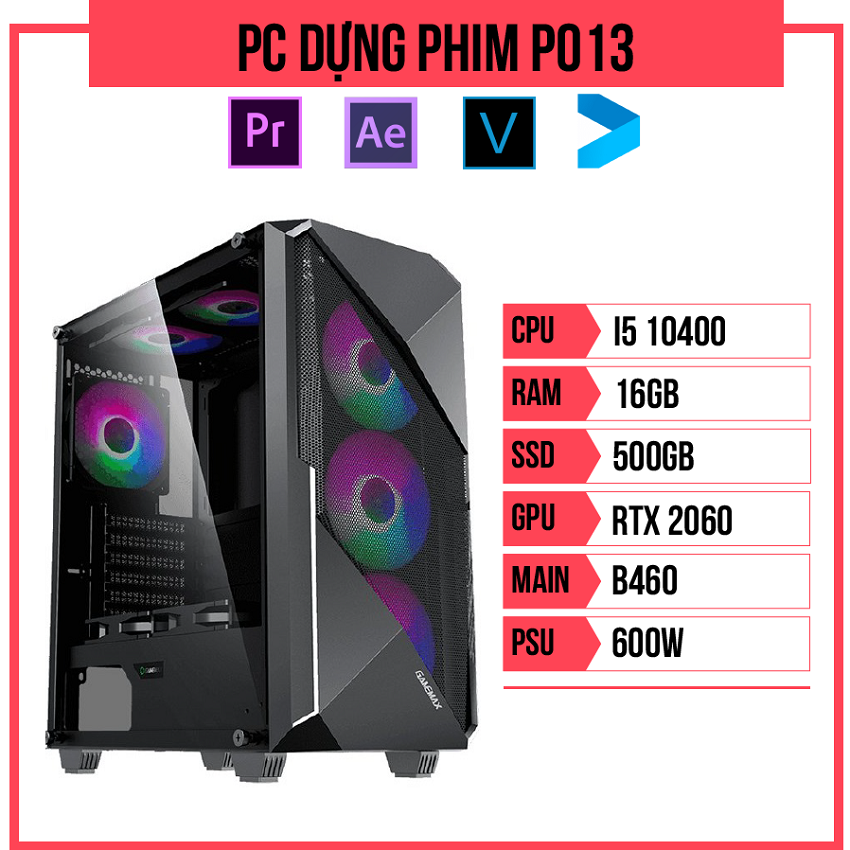 PC DỰNG PHIM P013
Pr
Ae
V
CPU I5 10400
RAM 16GB
SSD 500GB
GPU RTX 2060
MAIN B460
PSU 600W
GAMEMAX